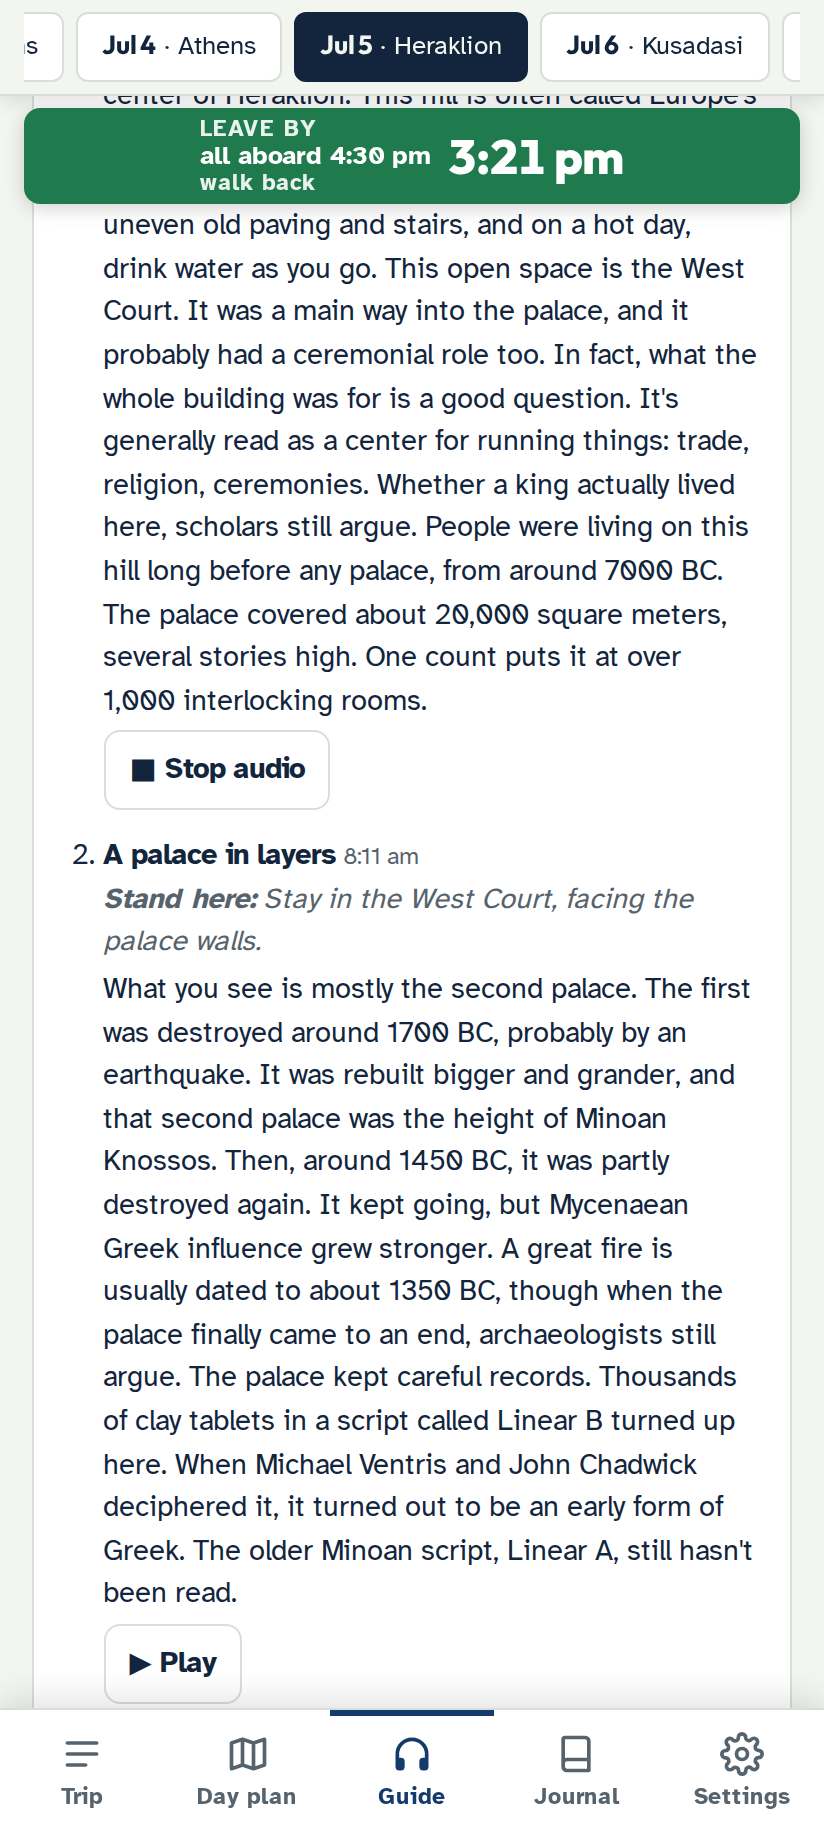 s
Jul 4 · Athens
Jul 5 · Heraklion
Jul 6 · Kusadasi
center of Heraklion. This hill is often called Europe's
LEAVE BY
all aboard 4:30 pm
walk back
3:21 pm
uneven old paving and stairs, and on a hot day,
drink water as you go. This open space is the West
Court. It was a main way into the palace, and it
probably had a ceremonial role too. In fact, what the
whole building was for is a good question. It's
generally read as a center for running things: trade,
religion, ceremonies. Whether a king actually lived
here, scholars still argue. People were living on this
hill long before any palace, from around 7000 BC.
The palace covered about 20,000 square meters,
several stories high. One count puts it at over
1,000 interlocking rooms.
■ Stop audio
2. A palace in layers 8:11 am
Stand here: Stay in the West Court, facing the
palace walls.
What you see is mostly the second palace. The first
was destroyed around 1700 BC, probably by an
earthquake. It was rebuilt bigger and grander, and
that second palace was the height of Minoan
Knossos. Then, around 1450 BC, it was partly
destroyed again. It kept going, but Mycenaean
Greek influence grew stronger. A great fire is
usually dated to about 1350 BC, though when the
palace finally came to an end, archaeologists still
argue. The palace kept careful records. Thousands
of clay tablets in a script called Linear B turned up
here. When Michael Ventris and John Chadwick
deciphered it, it turned out to be an early form of
Greek. The older Minoan script, Linear A, still hasn't
been read.
▶ Play
Trip
Day plan
Guide
Journal
Settings